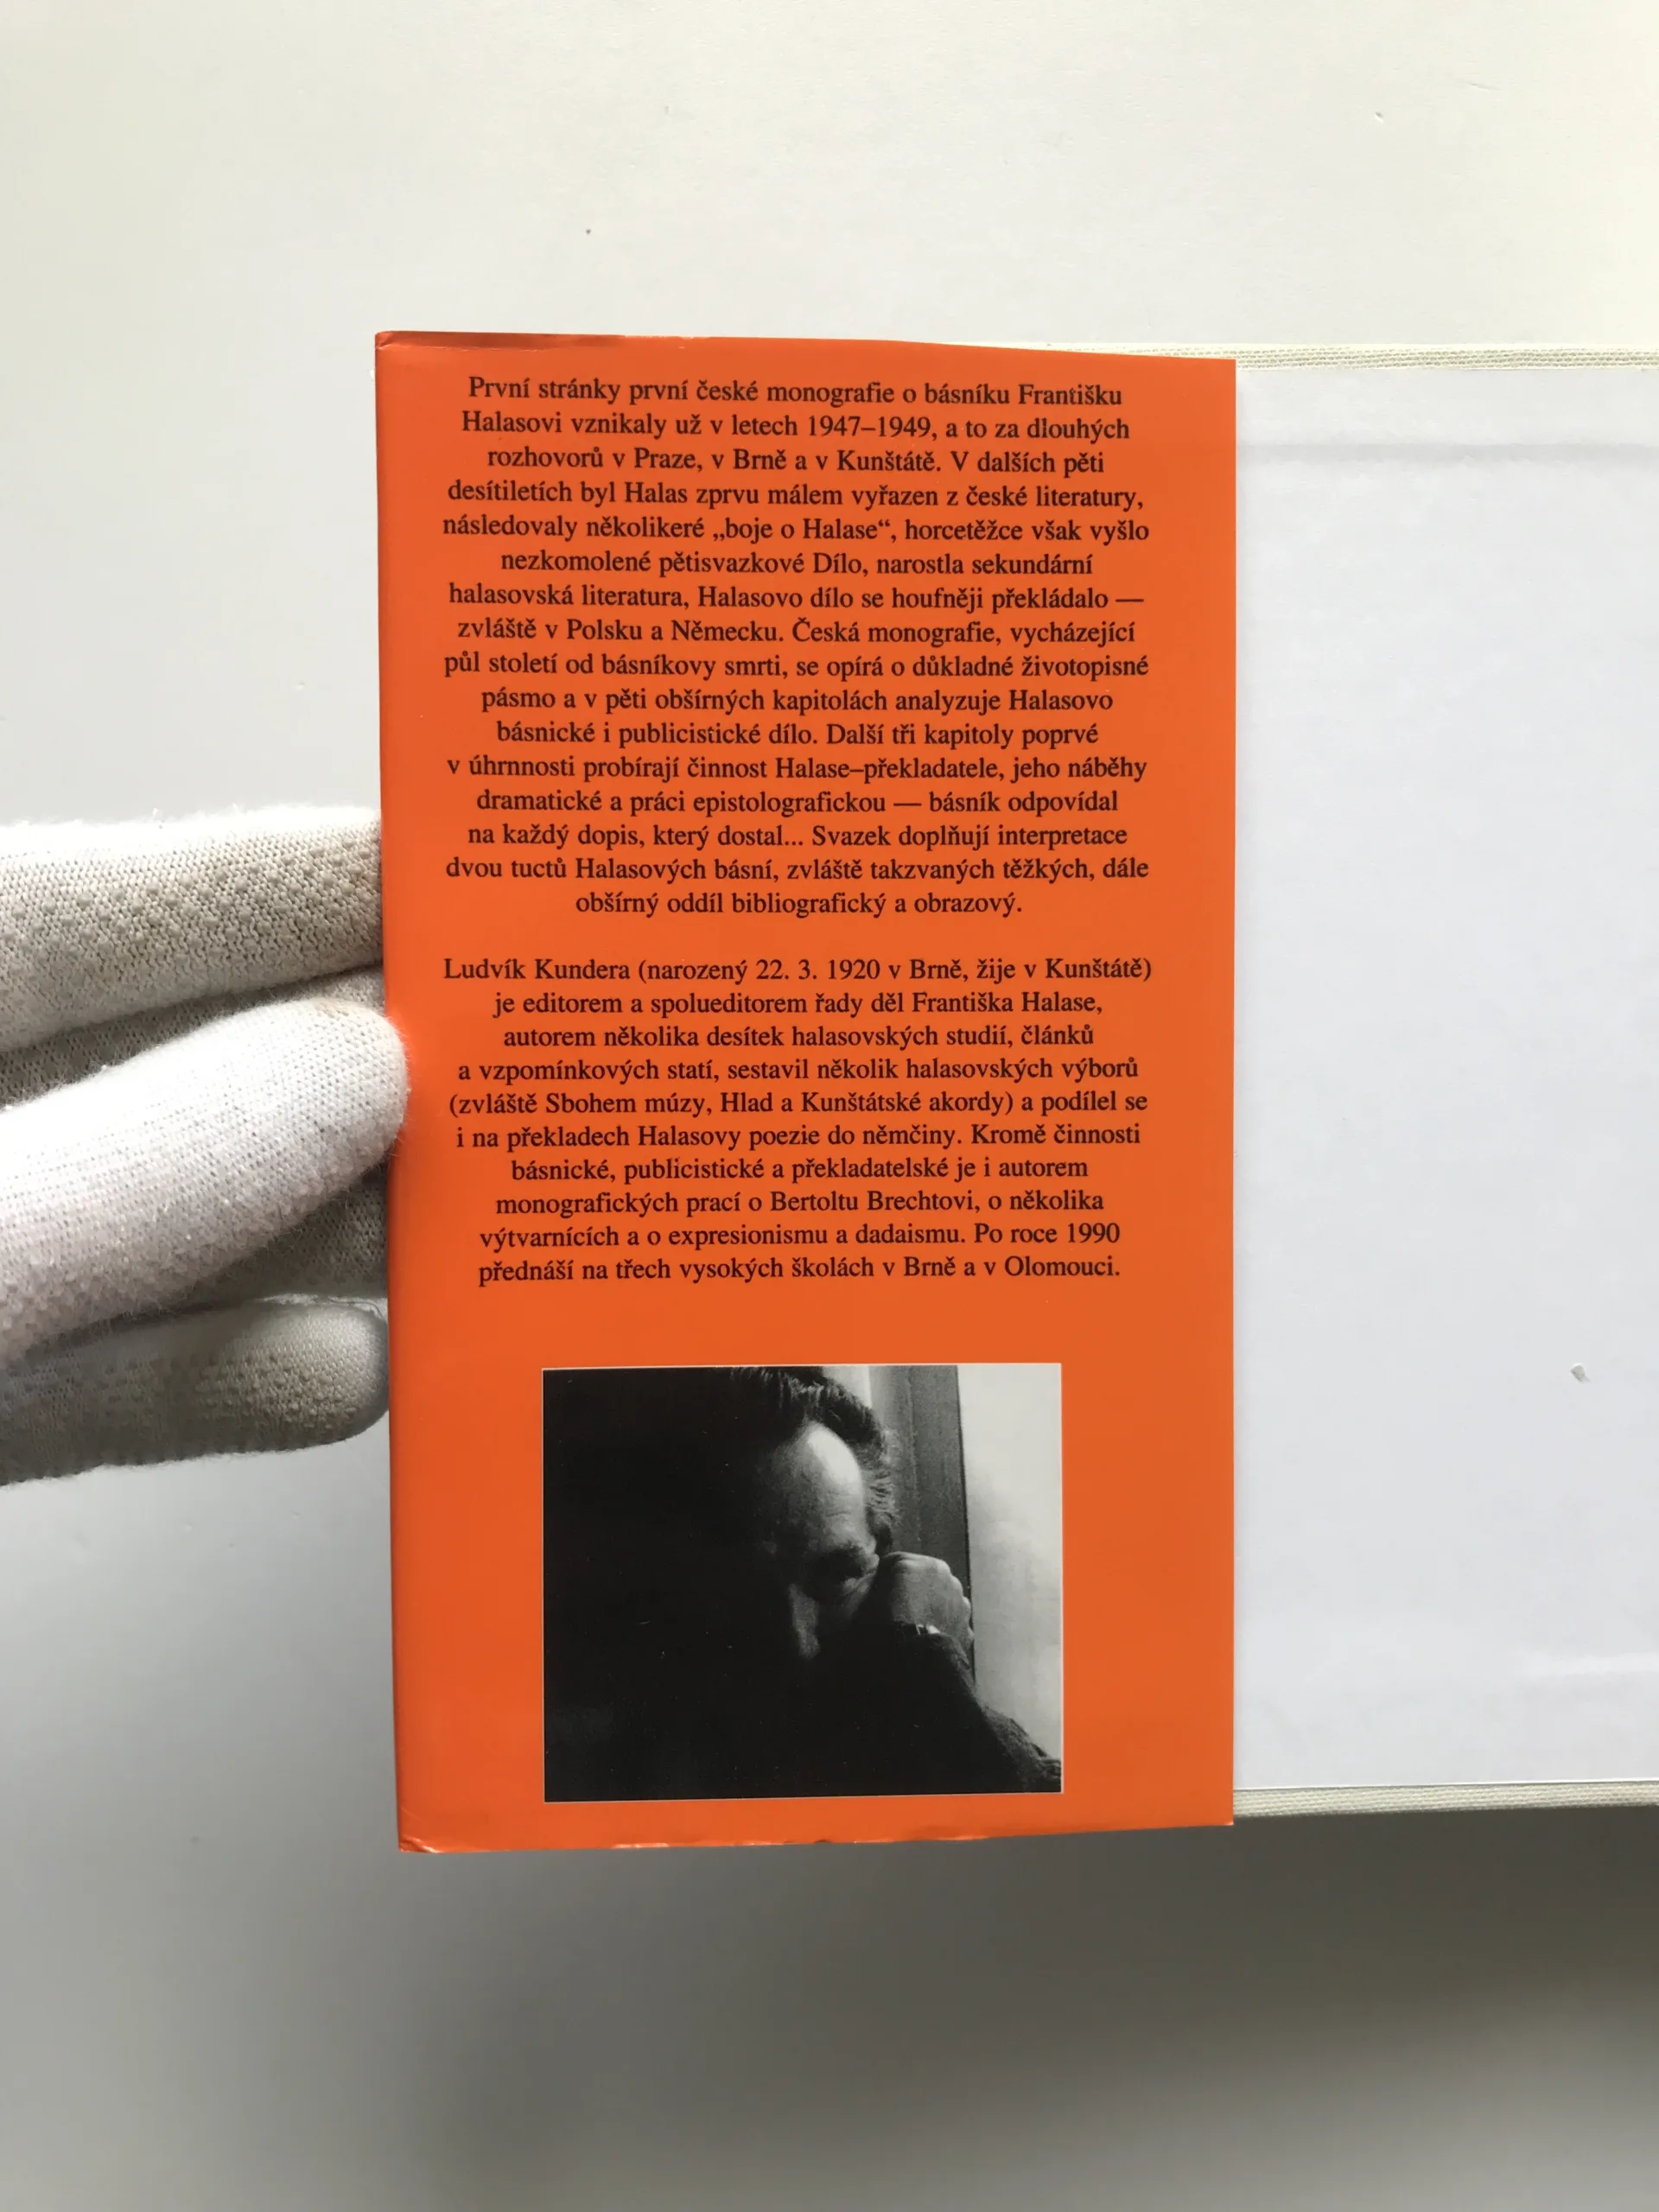 První stránky první české monografie o básníku Františku
Halasovi vznikaly už v letech 1947–1949, a to za dlouhých
rozhovorů v Praze, v Brně a v Kunštátě. V dalších pěti
desítiletích byl Halas zprvu málem vyřazen z české literatury,
následovaly několikeré „boje o Halase“, horcetěžce však vyšlo
nezkomolené pětisvazkové Dílo, narostla sekundární
halasovská literatura, Halasovo dílo se houfněji překládalo —
zvláště v Polsku a Německu. Česká monografie, vycházející
půl století od básníkovy smrti, se opírá o důkladné životopisné
pásmo a v pěti obšírných kapitolách analyzuje Halasovo
básnické i publicistické dílo. Další tři kapitoly poprvé
v úhrnnosti probírají činnost Halase–překladatele, jeho náběhy
dramatické a práci epistolografickou — básník odpovídal
na každý dopis, který dostal... Svazek doplňují interpretace
dvou tuctů Halasových básní, zvláště takzvaných těžkých, dále
obšírný oddíl bibliografický a obrazový.
Ludvík Kundera (narozený 22. 3. 1920 v Brně, žije v Kunštátě)
je editorem a spolueditorem řady děl Františka Halase,
autorem několika desítek halasovských studií, článků
a vzpomínkových statí, sestavil několik halasovských výborů
(zvláště Sbohem múzy, Hlad a Kunštátské akordy) a podílel se
i na překladech Halasovy poezie do němčiny. Kromě činnosti
básnické, publicistické a překladatelské je i autorem
monografických prací o Bertoltu Brechtovi, o několika
výtvarnících a o expresionismu a dadaismu. Po roce 1990
přednáší na třech vysokých školách v Brně a v Olomouci.